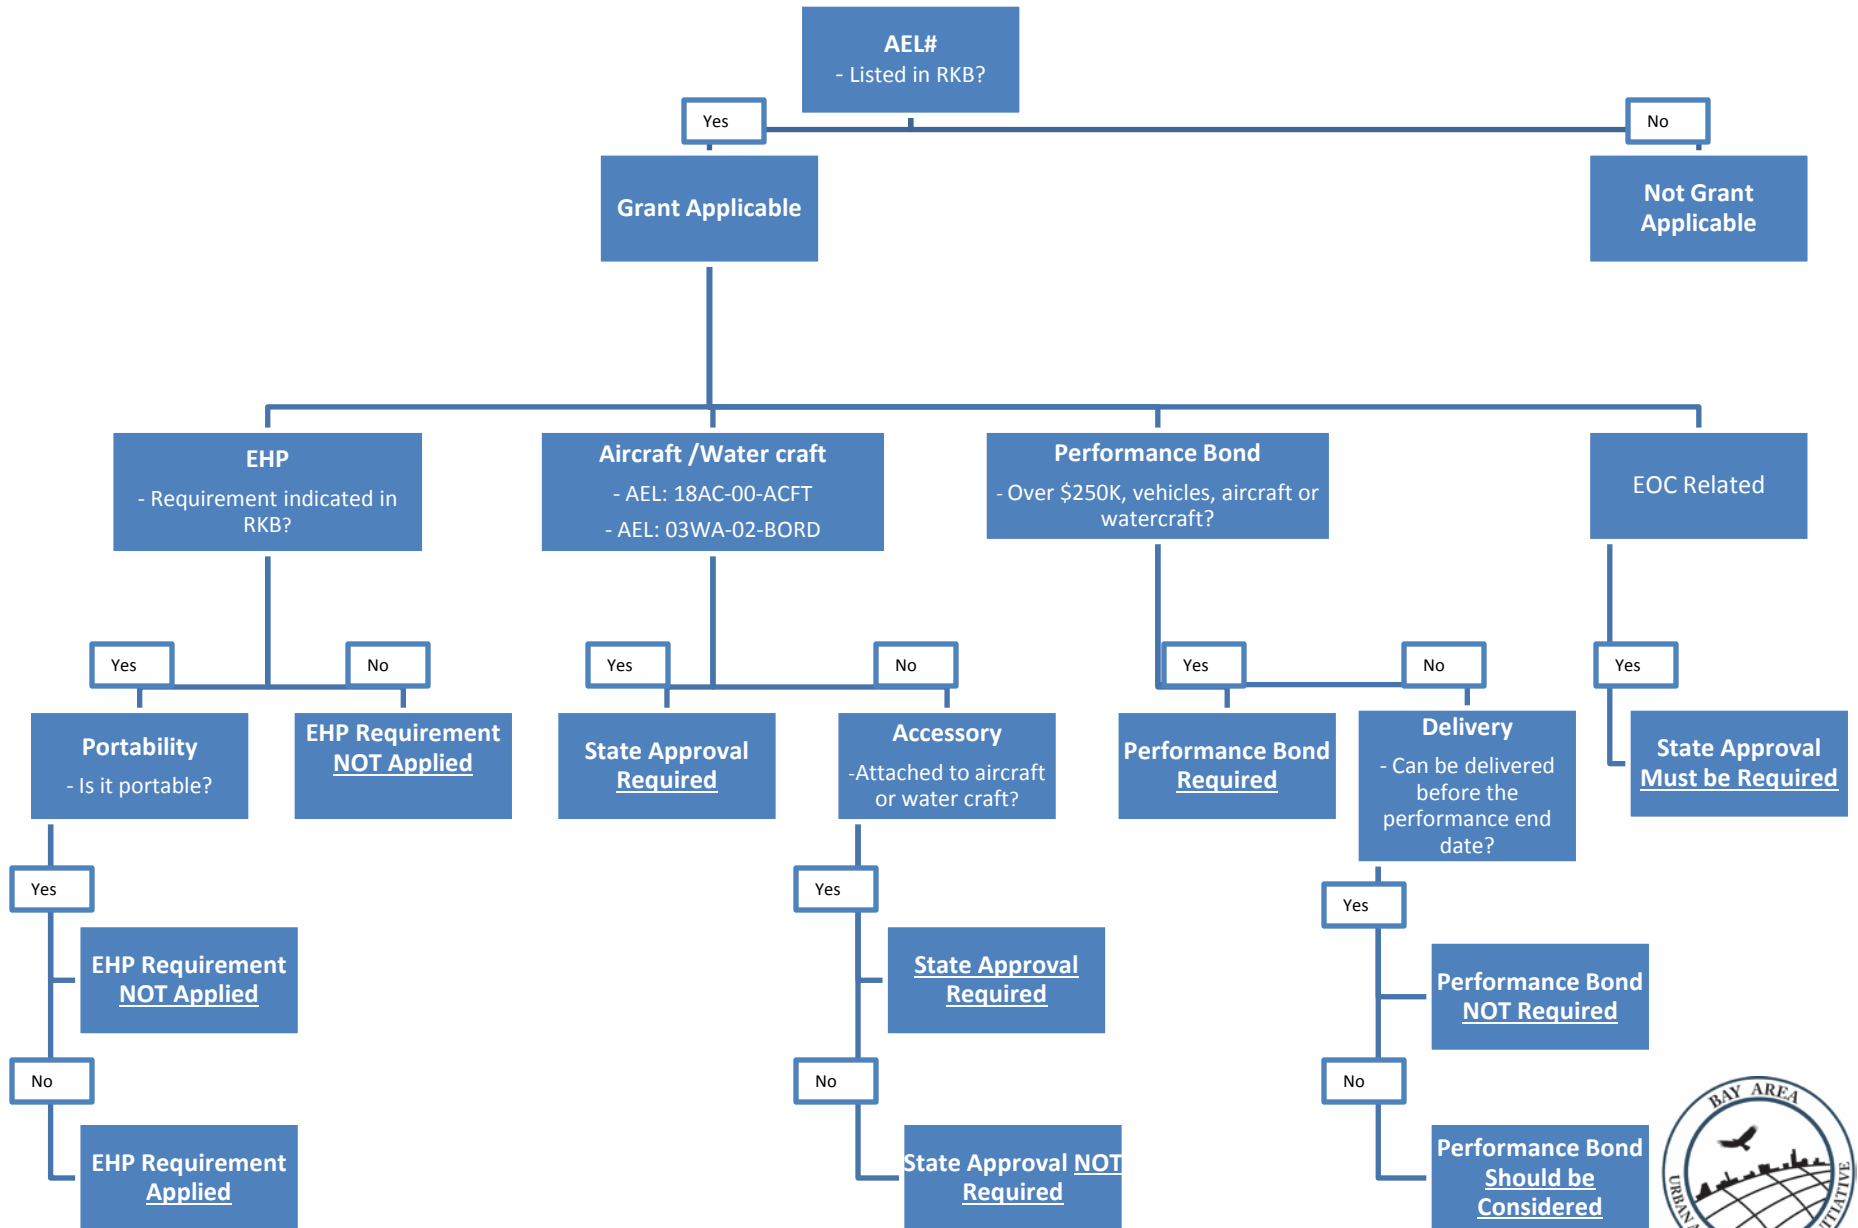 AEL#
- Listed in RKB?
Yes
No
Grant Applicable
Not Grant
Applicable
EHP
- Requirement indicated in
RKB?
Aircraft /Water craft
- AEL: 18AC-00-ACFT
- AEL: 03WA-02-BORD
Performance Bond
- Over $250K, vehicles, aircraft or
watercraft?
EOC Related
Yes
No
Yes
No
Yes
No
Yes
Portability
- Is it portable?
EHP Requirement
NOT Applied
State Approval
Required
Accessory
-Attached to aircraft
or water craft?
Performance Bond
Required
Delivery
- Can be delivered
before the
performance end
date?
State Approval
Must be Required
Yes
Yes
Yes
EHP Requirement
NOT Applied
State Approval
Required
Performance Bond
NOT Required
No
No
No
EHP Requirement
Applied
State Approval NOT
Required
Performance Bond
Should be
Considered
BAY AREA
URBAN